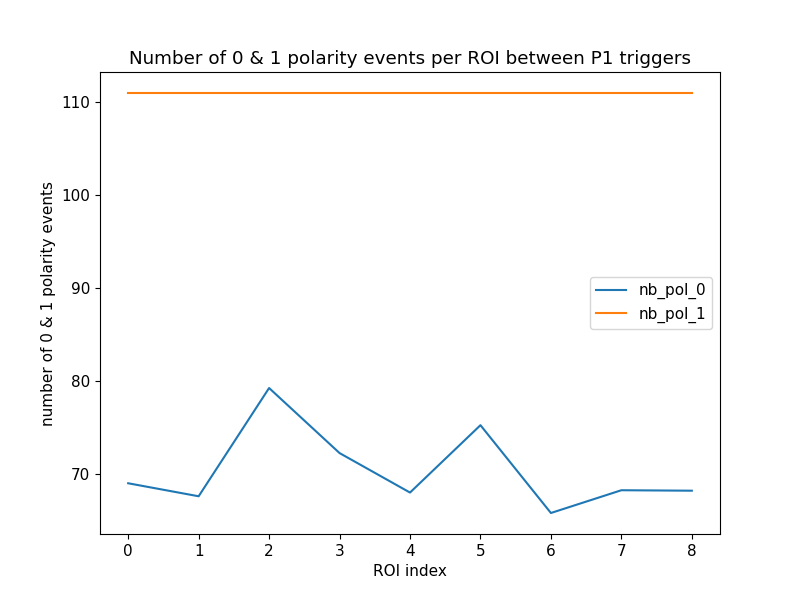 Number of 0 & 1 polarity events per ROI between P1 triggers
110
100
90
80
70
number of 0 & 1 polarity events
nb_pol_0
nb_pol_1
0 1 2 3 4 5 6 7 8
ROI index